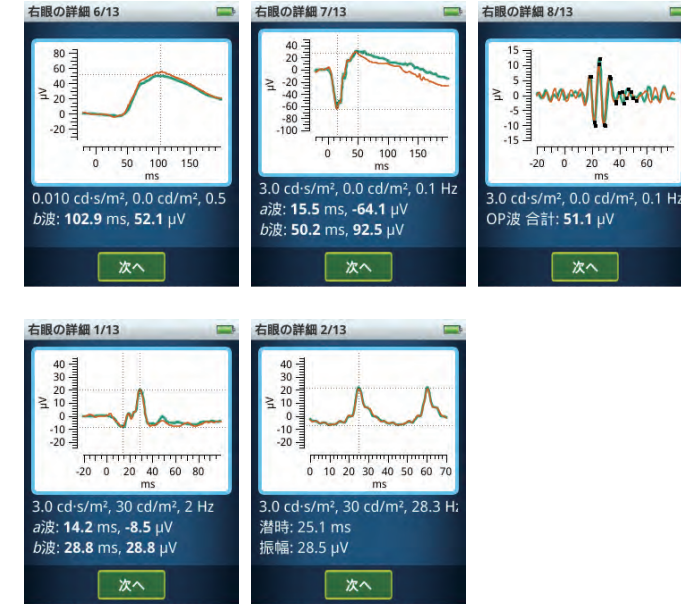 右眼の詳細 6/13
80
60
40
20
0
-20
µV
0 50 100 150
ms
0.010 cd·s/m², 0.0 cd/m², 0.5
b波: 102.9 ms, 52.1 µV
次へ
右眼の詳細 7/13
40
20
0
-20
-40
-60
-80
-100
µV
0 50 100 150
ms
3.0 cd·s/m², 0.0 cd/m², 0.1 Hz
a波: 15.5 ms, -64.1 µV
b波: 50.2 ms, 92.5 µV
次へ
右眼の詳細 8/13
15
10
5
0
-5
-10
-15
µV
-20 0 20 40 60
ms
3.0 cd·s/m², 0.0 cd/m², 0.1 Hz
OP波 合計: 51.1 µV
次へ
右眼の詳細 1/13
40
30
20
10
0
-10
-20
µV
-20 0 20 40 60 80
ms
3.0 cd·s/m², 30 cd/m², 2 Hz
a波: 14.2 ms, -8.5 µV
b波: 28.8 ms, 28.8 µV
次へ
右眼の詳細 2/13
40
30
20
10
0
-10
-20
µV
0 10 20 30 40 50 60 70
ms
3.0 cd·s/m², 30 cd/m², 28.3 Hz
潜時: 25.1 ms
振幅: 28.5 µV
次へ